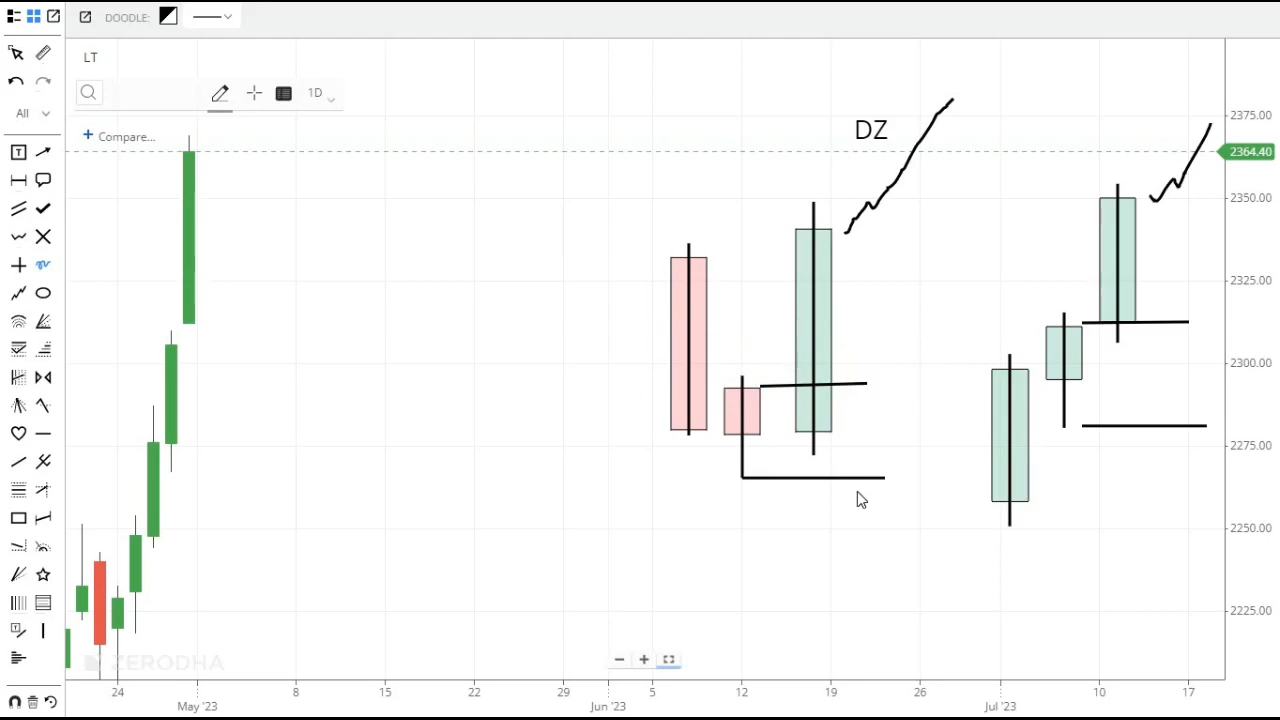 DOODLE:
LT
1D
All
Compare...
DZ
2375.00
2364.40
2350.00
2325.00
2300.00
2275.00
2250.00
2225.00
ZERODHA
24 May '23 8 15 22 29 Jun '23 5 12 19 26 Jul '23 10 17